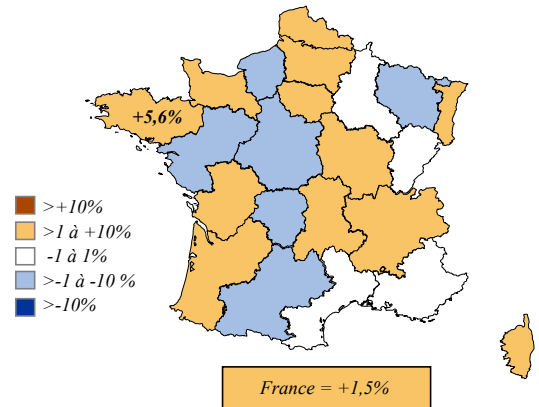 +5,6%
>+10%
>1 à +10%
-1 à 1%
>-1 à -10 %
>-10%
France = +1,5%